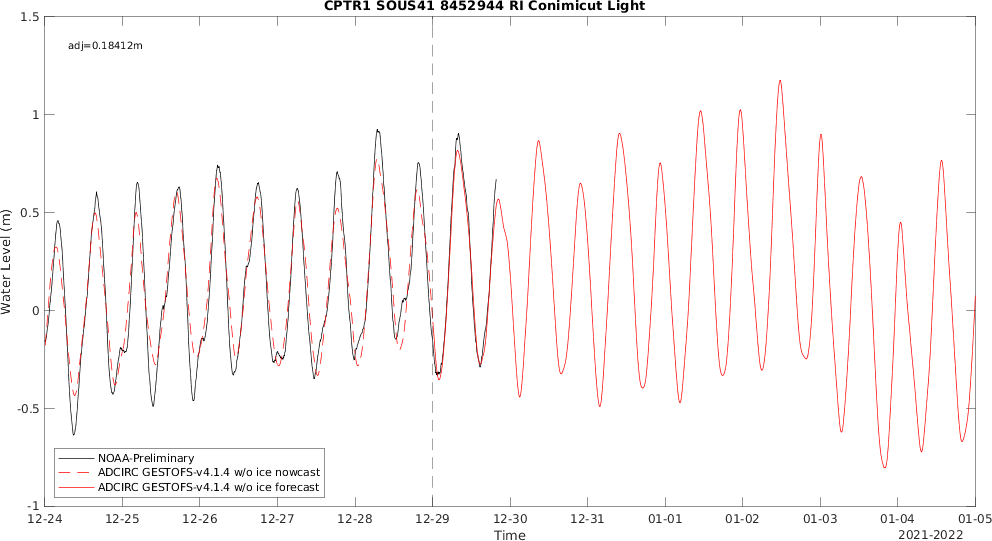 CPTR1 SOUS41 8452944 RI Conimicut Light
1.5
adj=0.18412m
1
0.5
0
-0.5
-1
Water Level (m)
NOAA-Preliminary
ADCIRC GESTOFS-v4.1.4 w/o ice nowcast
ADCIRC GESTOFS-v4.1.4 w/o ice forecast
12-24 12-25 12-26 12-27 12-28 12-29 12-30 12-31 01-01 01-02 01-03 01-04 01-05
Time
2021-2022